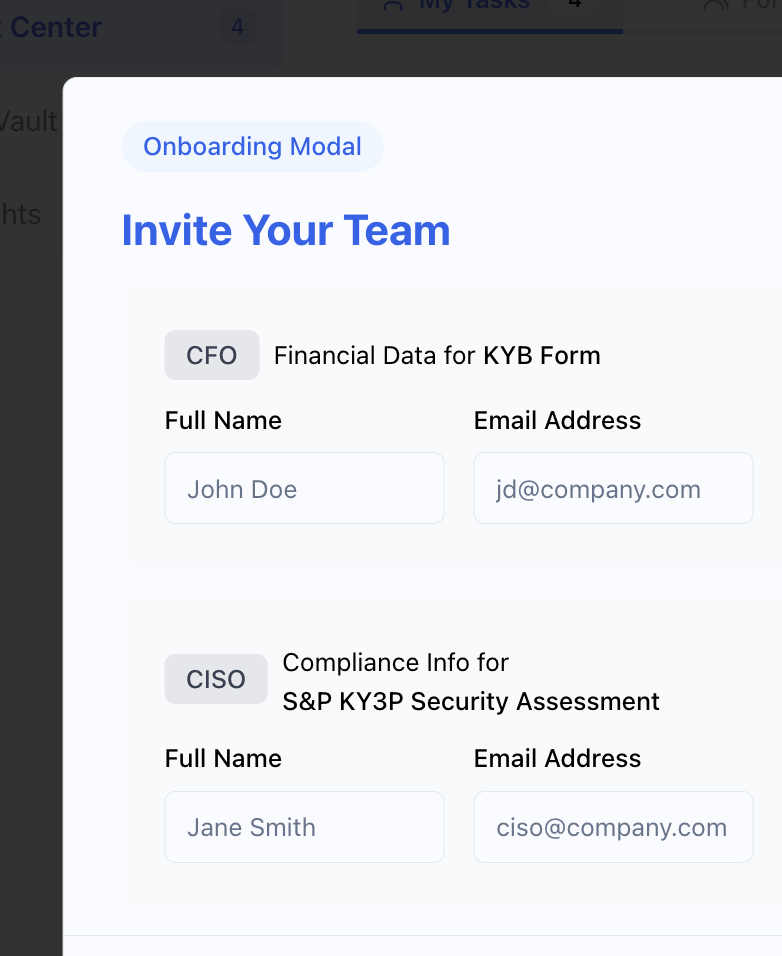 Center
4
My Tasks
4
For
Vault
hts
Onboarding Modal
Invite Your Team
CFO
Financial Data for KYB Form
Full Name
Email Address
John Doe
jd@company.com
CISO
Compliance Info for
S&P KY3P Security Assessment
Full Name
Email Address
Jane Smith
ciso@company.com